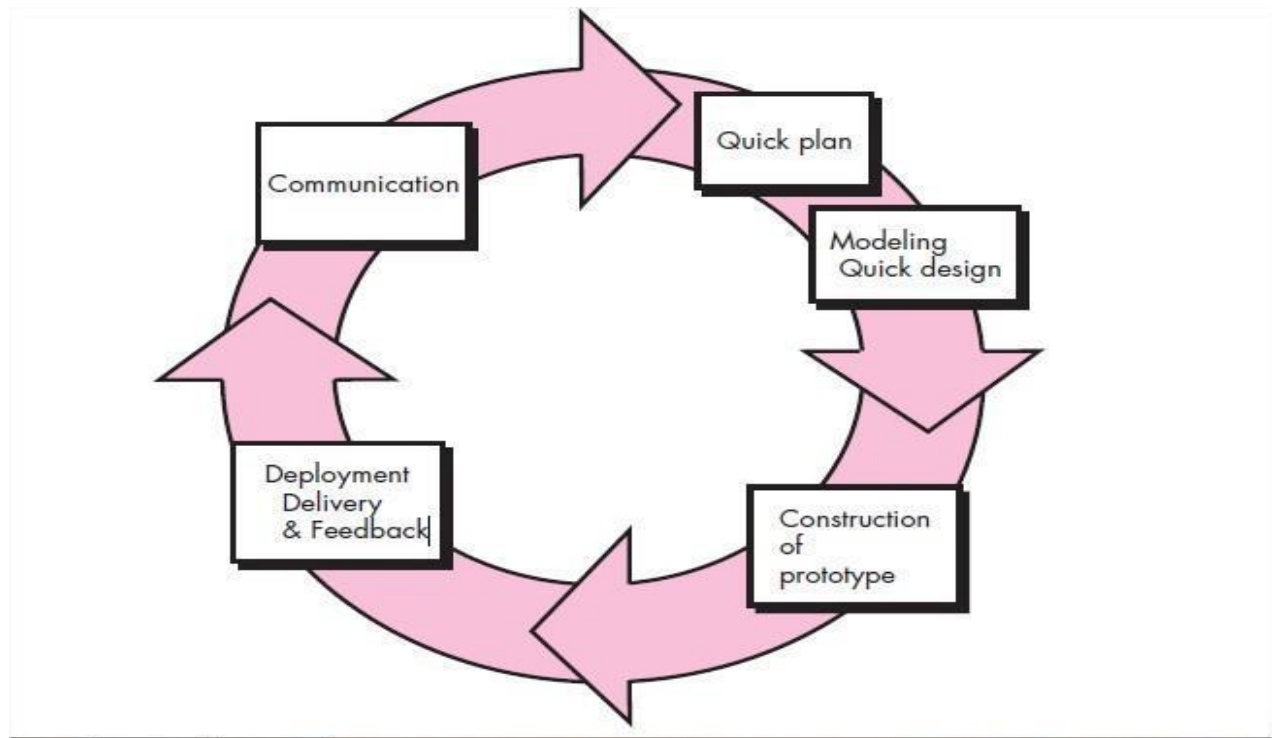 Communication
Quick plan
Modeling
Quick design
Construction
of
prototype
Deployment
Delivery
& Feedback